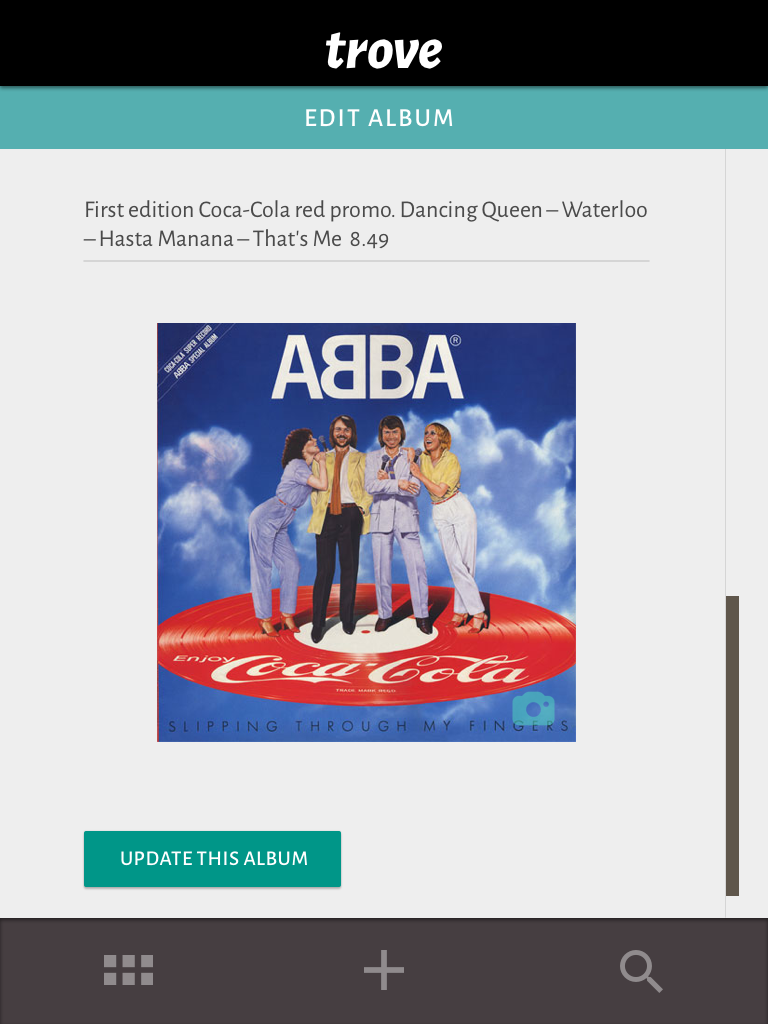 trove
EDIT ALBUM
First edition Coca-Cola red promo. Dancing Queen – Waterloo
– Hasta Manana – That's Me  8.49
COCA-COLA SUPER RECORD
ABBA SPECIAL ALBUM
ABBA®
Enjoy
Coca-Cola
TRADE MARK REGD
SLIPPING THROUGH MY FINGERS
UPDATE THIS ALBUM